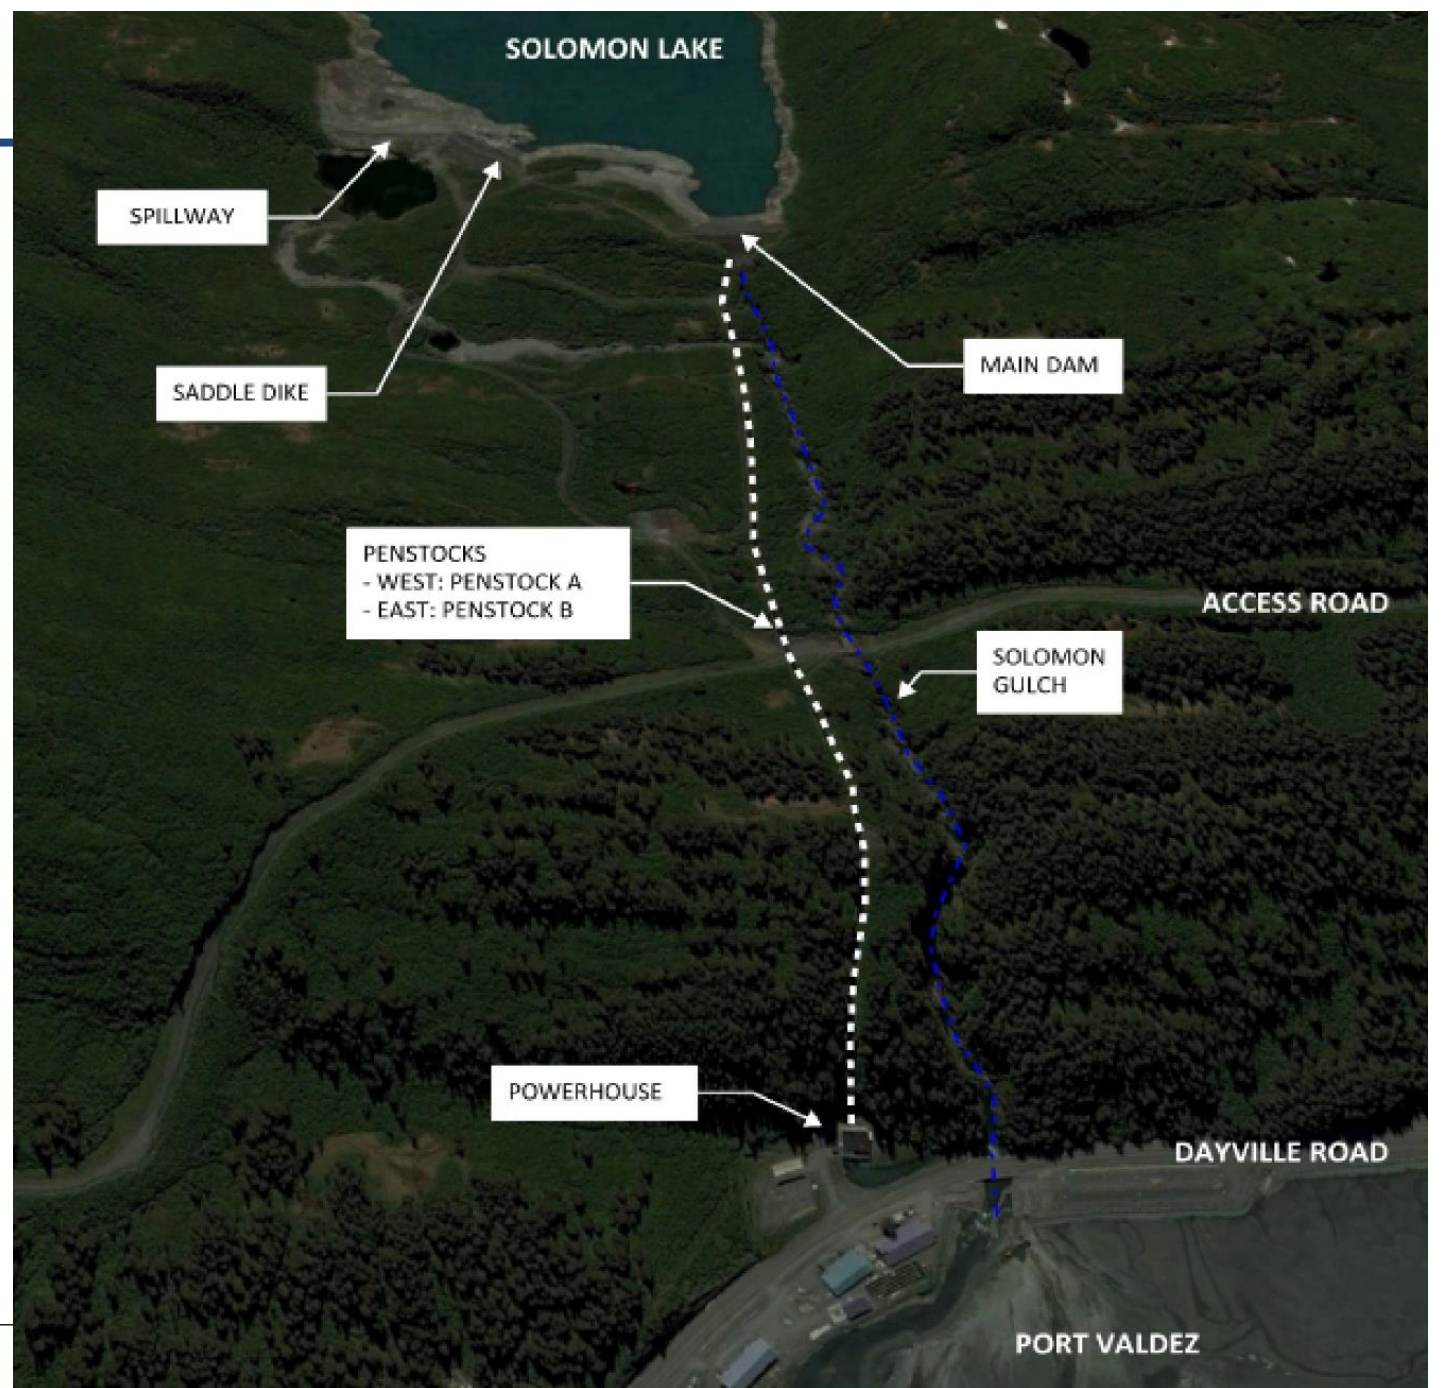 SOLOMON LAKE
SPILLWAY
SADDLE DIKE
MAIN DAM
PENSTOCKS
- WEST: PENSTOCK A
- EAST: PENSTOCK B
ACCESS ROAD
SOLOMON
GULCH
POWERHOUSE
DAYVILLE ROAD
PORT VALDEZ